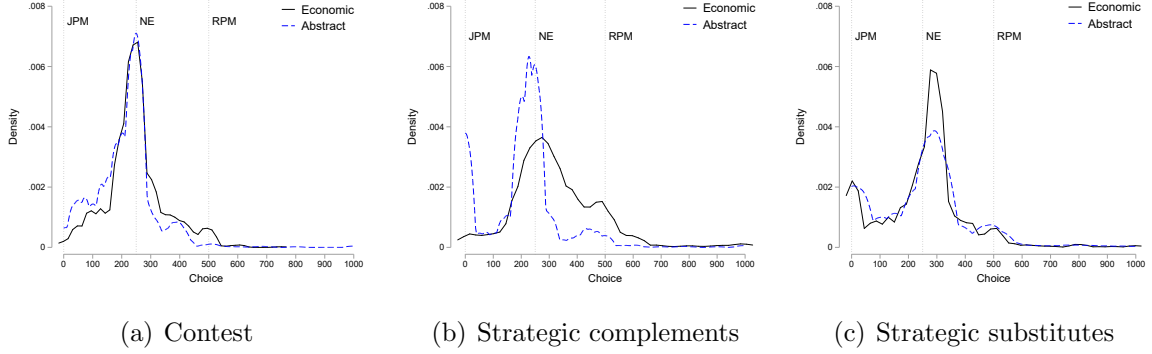 Economic
Abstract
JPM NE RPM
.008
.006
.004
.002
0
Density
0 100 200 300 400 500 600 700 800 900 1000
Choice
(a) Contest
Economic
Abstract
JPM NE RPM
.008
.006
.004
.002
0
Density
0 100 200 300 400 500 600 700 800 900 1000
Choice
(b) Strategic complements
Economic
Abstract
JPM NE RPM
.008
.006
.004
.002
0
Density
0 100 200 300 400 500 600 700 800 900 1000
Choice
(c) Strategic substitutes